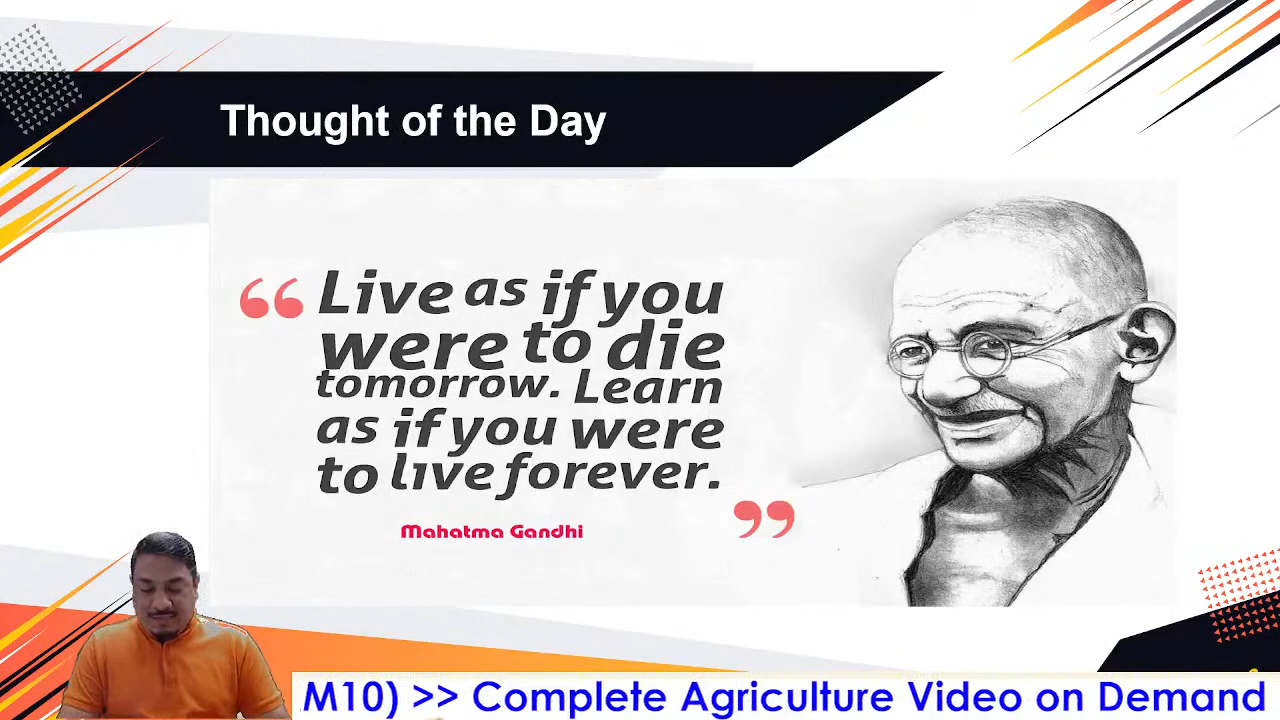 Thought of the Day
“ Live as if you
were to die
tomorrow. Learn
as if you were
to live forever.
”
Mahatma Gandhi
M10) >> Complete Agriculture Video on Demand